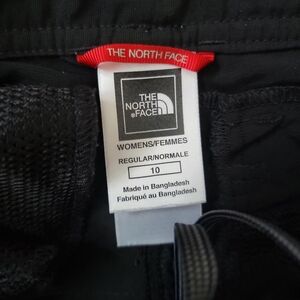 THE NORTH FACE
THE
NORTH
FACE
WOMENS/FEMMES
REGULAR/NORMALE
10
Made in Bangladesh
Fabriqué au Bangladesh